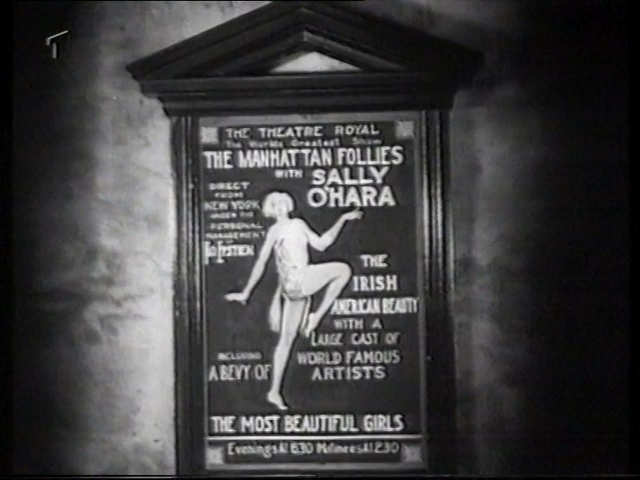 THE THEATRE ROYAL
The Worlds Greatest Show
THE MANHATTAN FOLLIES
WITH SALLY
O'HARA
DIRECT
FROM
NEW YORK
UNDER THE
PERSONAL
MANAGEMENT
OF
THE
IRISH
AMERICAN BEAUTY
WITH A
LARGE CAST OF
WORLD FAMOUS
ARTISTS
INCLUDING
A BEVY OF
THE MOST BEAUTIFUL GIRLS
Evenings At 6.30 Matinees At 2.30